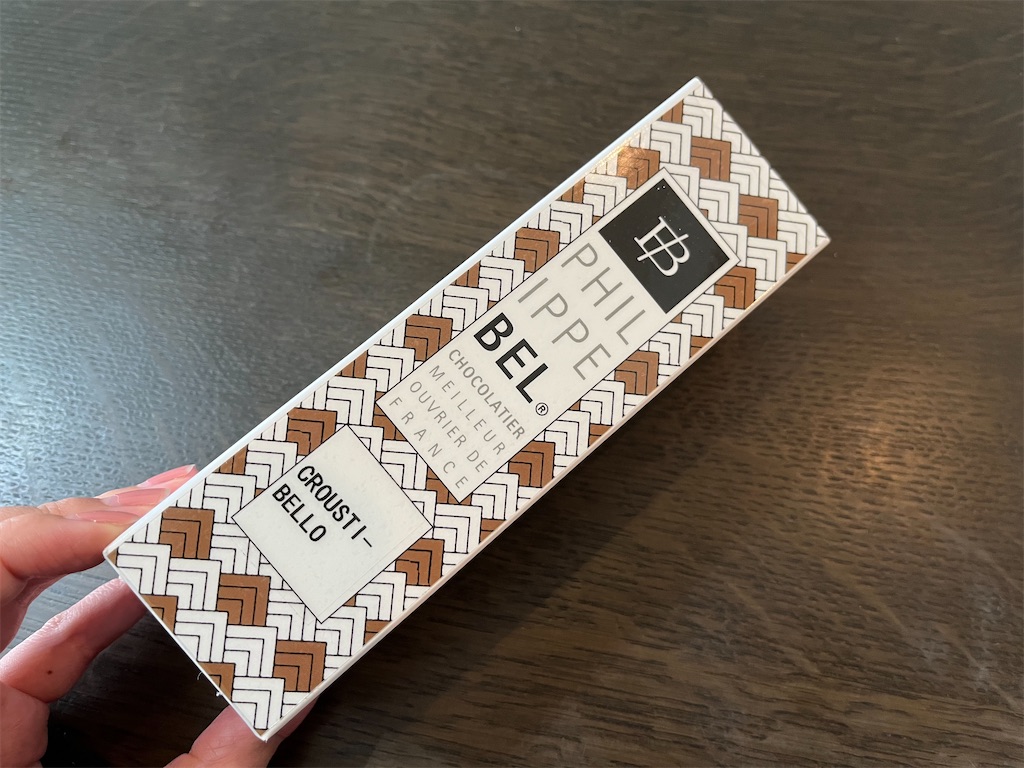 PHIL
IPPE
BEL®
CHOCOLATIER
MEILLEUR
OUVRIER DE
FRANCE
CROUSTI-
BELLO